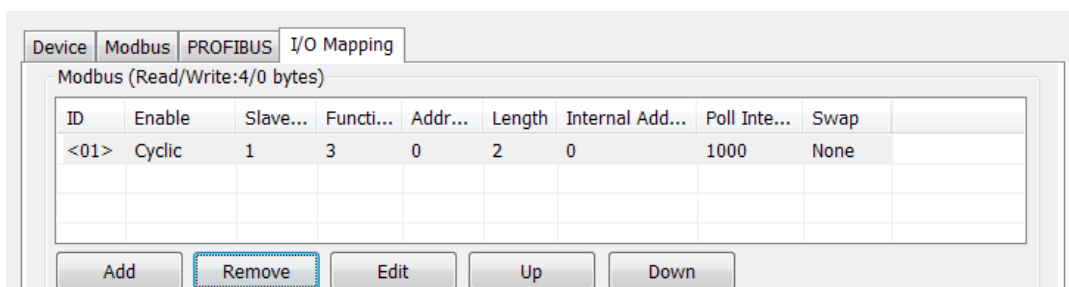 Device Modbus PROFIBUS I/O Mapping
Modbus (Read/Write:4/0 bytes)
ID Enable Slave... Functi... Addr... Length Internal Add... Poll Inte... Swap
<01> Cyclic 1 3 0 2 0 1000 None
Add Remove Edit Up Down